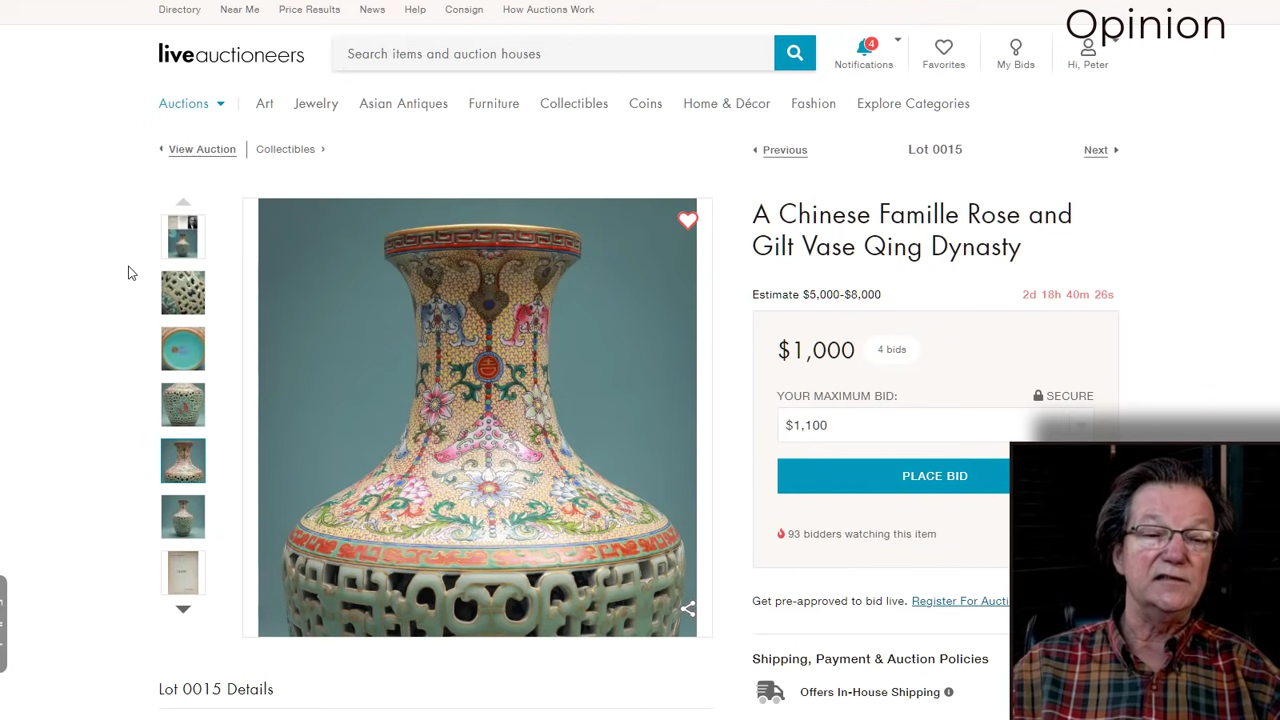 Directory Near Me Price Results News Help Consign How Auctions Work
Opinion
liveauctioneers
Search items and auction houses
4
Notifications
Favorites
My Bids
Hi, Peter
Auctions Art Jewelry Asian Antiques Furniture Collectibles Coins Home & Décor Fashion Explore Categories
View Auction
Collectibles
Previous
Lot 0015
Next
A Chinese Famille Rose and
Gilt Vase Qing Dynasty
Estimate $5,000-$8,000
2d 18h 40m 26s
$1,000
4 bids
YOUR MAXIMUM BID:
SECURE
$1,100
PLACE BID
93 bidders watching this item
Get pre-approved to bid live. Register For Aucti
Shipping, Payment & Auction Policies
Offers In-House Shipping
Lot 0015 Details